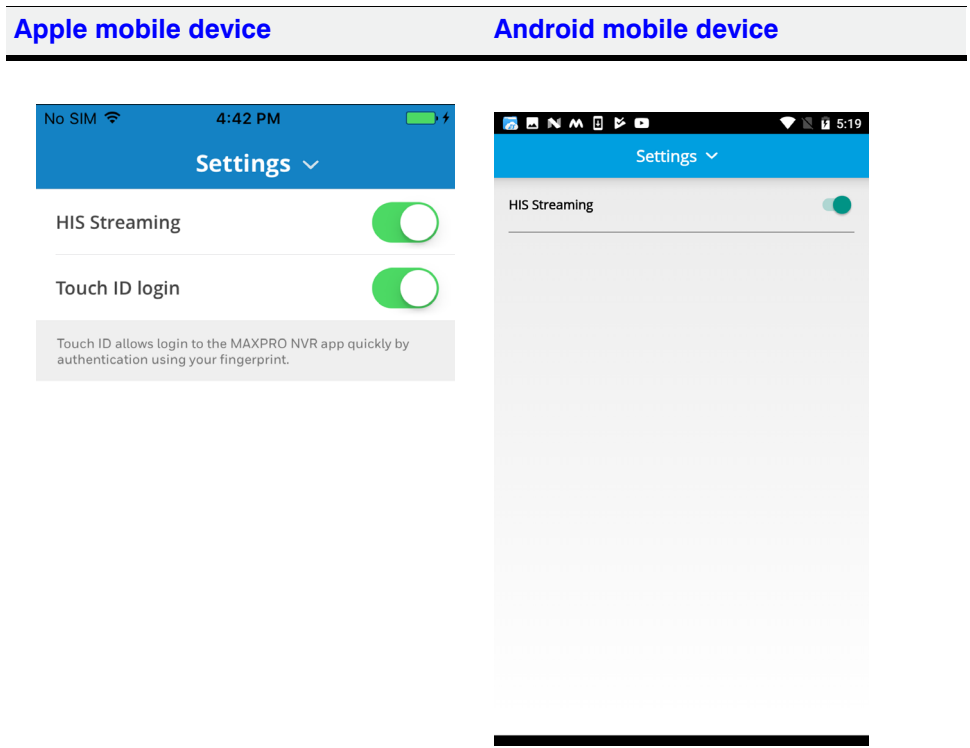 Apple mobile device
Android mobile device
No SIM
4:42 PM
Settings
HIS Streaming
Touch ID login
Touch ID allows login to the MAXPRO NVR app quickly by
authentication using your fingerprint.
5:19
Settings
HIS Streaming